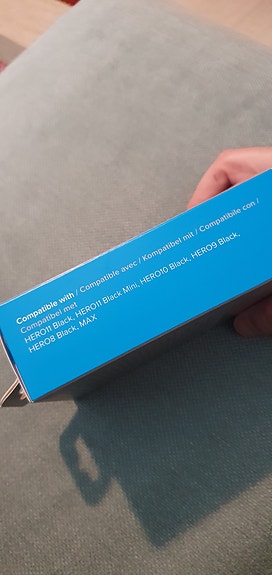 Compatible with / Compatible avec / Kompatibel mit / Compatibile con /
Compatibel met
HERO11 Black, HERO11 Black Mini, HERO10 Black, HERO9 Black,
HERO8 Black, MAX